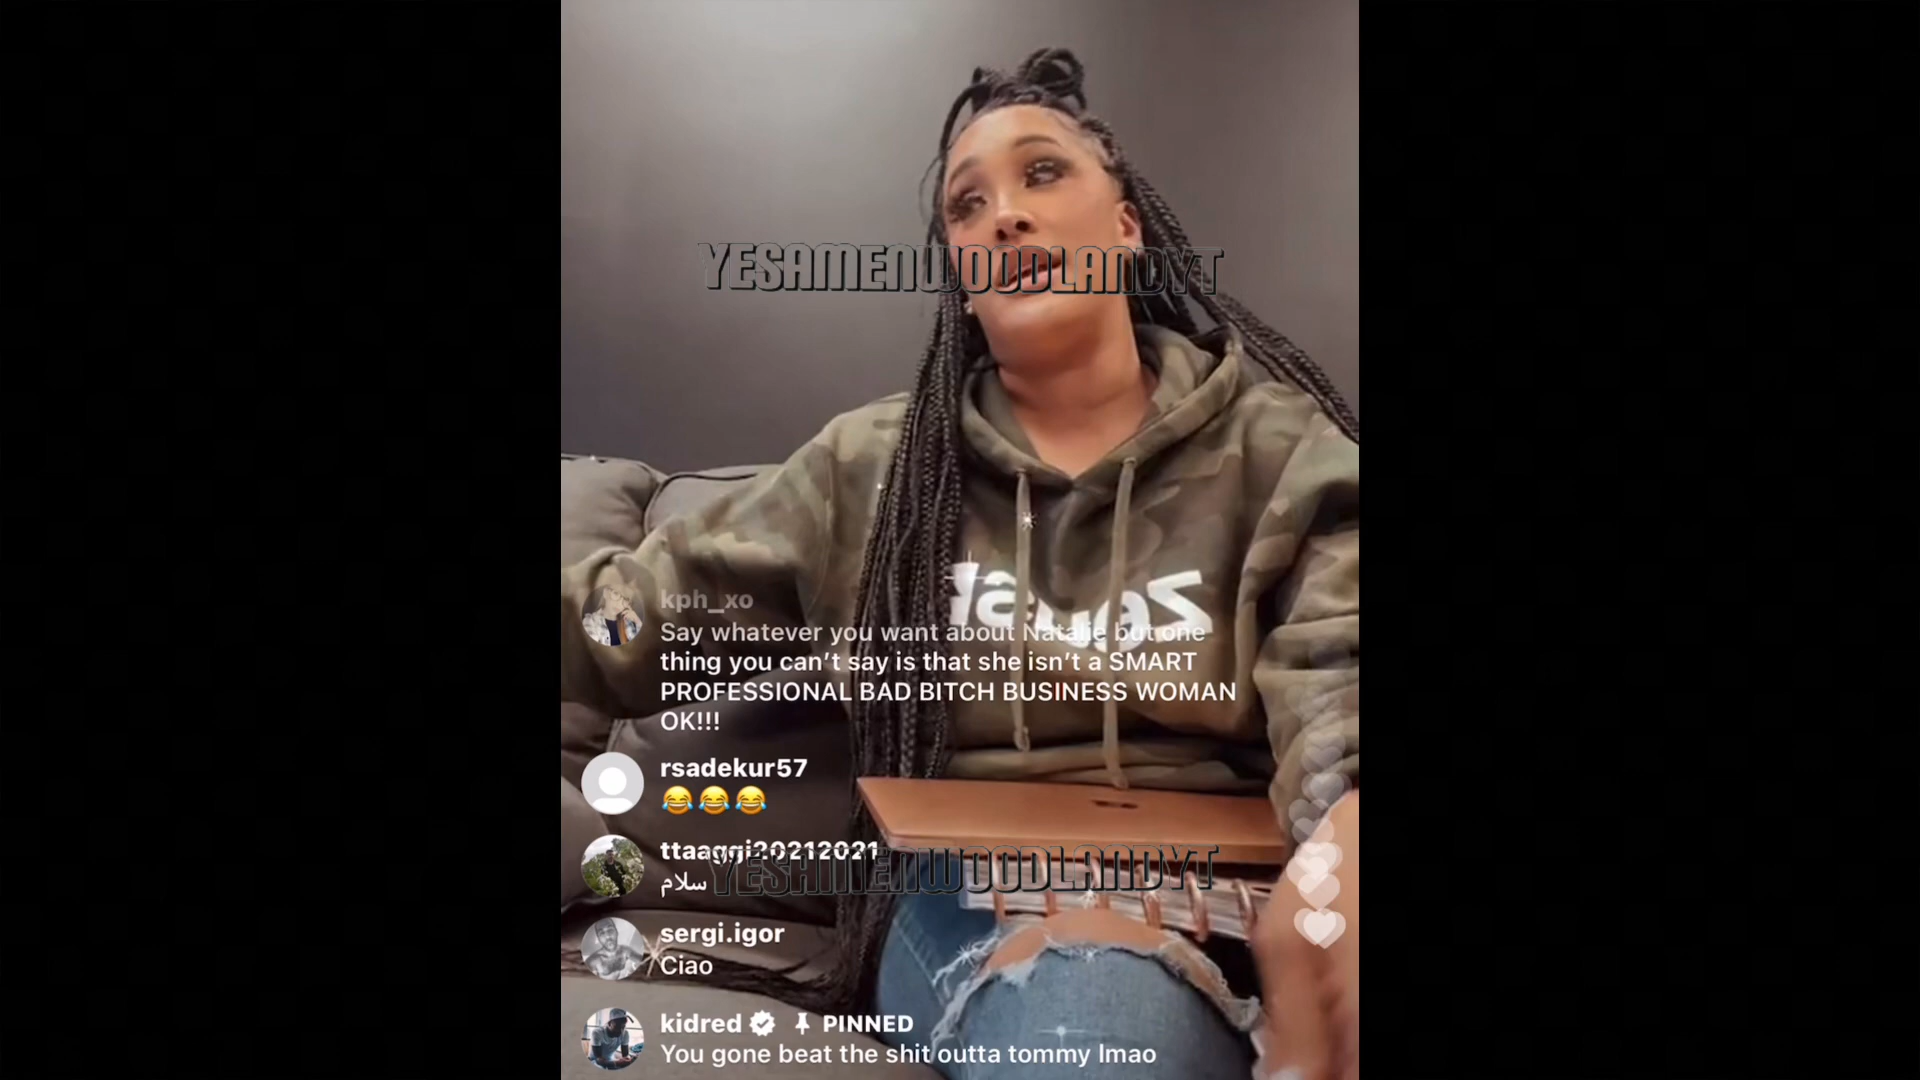 YESAMENWOODLANDYT
Zeus
kph_xo
Say whatever you want about Natalie but one
thing you can't say is that she isn't a SMART
PROFESSIONAL BAD BITCH BUSINESS WOMAN
OK!!!
rsadekur57
😂😂😂
ttaaggi20212021
سلام
YESAMENWOODLANDYT
sergi.igor
Ciao
kidred PINNED
You gone beat the shit outta tommy lmao